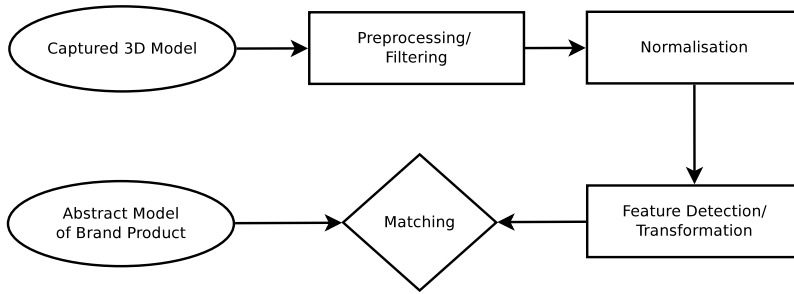 Captured 3D Model
Preprocessing/
Filtering
Normalisation
Abstract Model
of Brand Product
Matching
Feature Detection/
Transformation